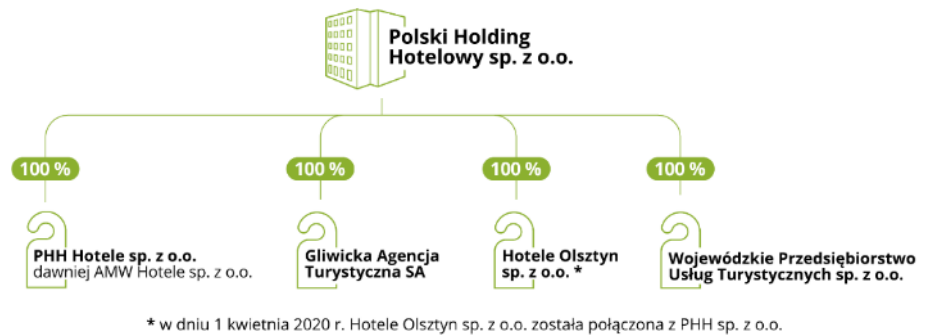 Polski Holding
Hotelowy sp. z o.o.
100 %
100 %
100 %
100 %
PHH Hotele sp. z o.o.
dawniej AMW Hotele sp. z o.o.
Gliwicka Agencja
Turystyczna SA
Hotele Olsztyn
sp. z o.o. *
Wojewódzkie Przedsiębiorstwo
Usług Turystycznych sp. z o.o.
* w dniu 1 kwietnia 2020 r. Hotele Olsztyn sp. z o.o. została połączona z PHH sp. z o.o.